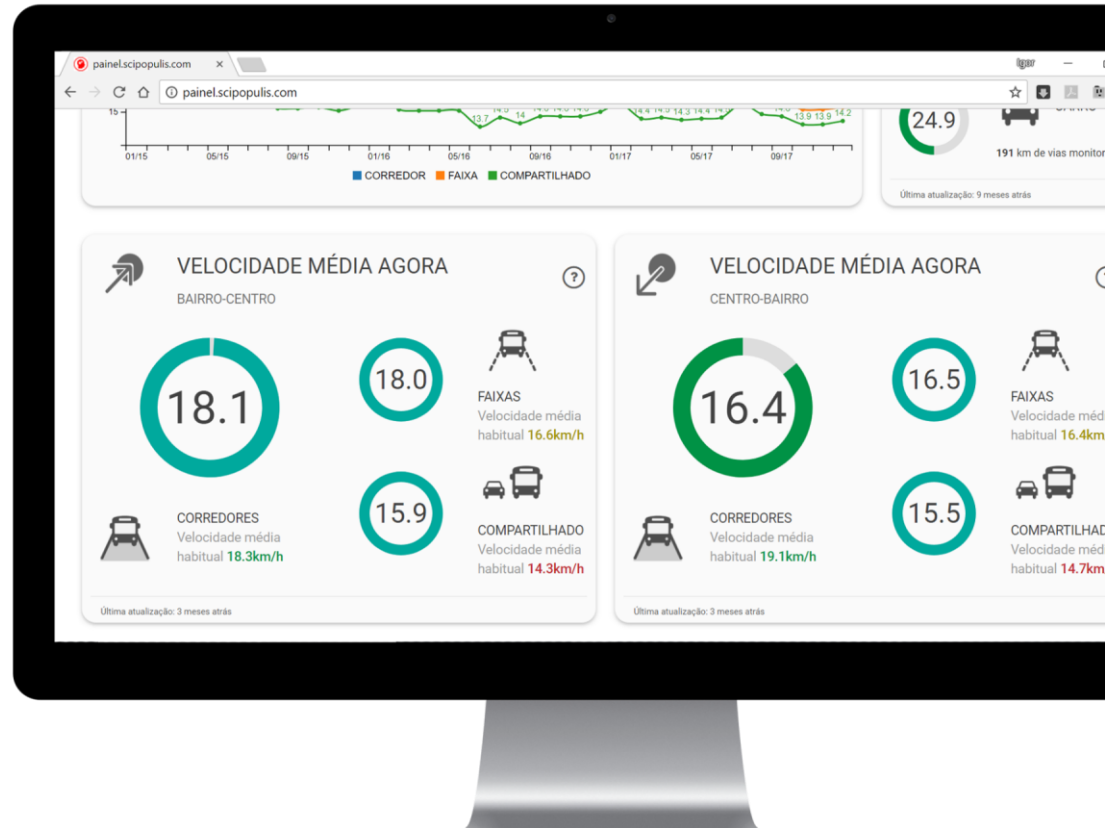 painel.scipopulis.com
Igor
painel.scipopulis.com
15
13.7 14 14.3 14.4 13.9 13.9 14.2
01/15 05/15 09/15 01/16 05/16 09/16 01/17 05/17 09/17
CORREDOR FAIXA COMPARTILHADO
24.9
191 km de vias monitor
Última atualização: 9 meses atrás
VELOCIDADE MÉDIA AGORA
BAIRRO-CENTRO
?
18.1
18.0
FAIXAS
Velocidade média
habitual 16.6km/h
15.9
CORREDORES
Velocidade média
habitual 18.3km/h
COMPARTILHADO
Velocidade média
habitual 14.3km/h
Última atualização: 3 meses atrás
VELOCIDADE MÉDIA AGORA
CENTRO-BAIRRO
16.4
16.5
FAIXAS
Velocidade médi
habitual 16.4km
15.5
CORREDORES
Velocidade média
habitual 19.1km/h
COMPARTILHAD
Velocidade médi
habitual 14.7km
Última atualização: 3 meses atrás